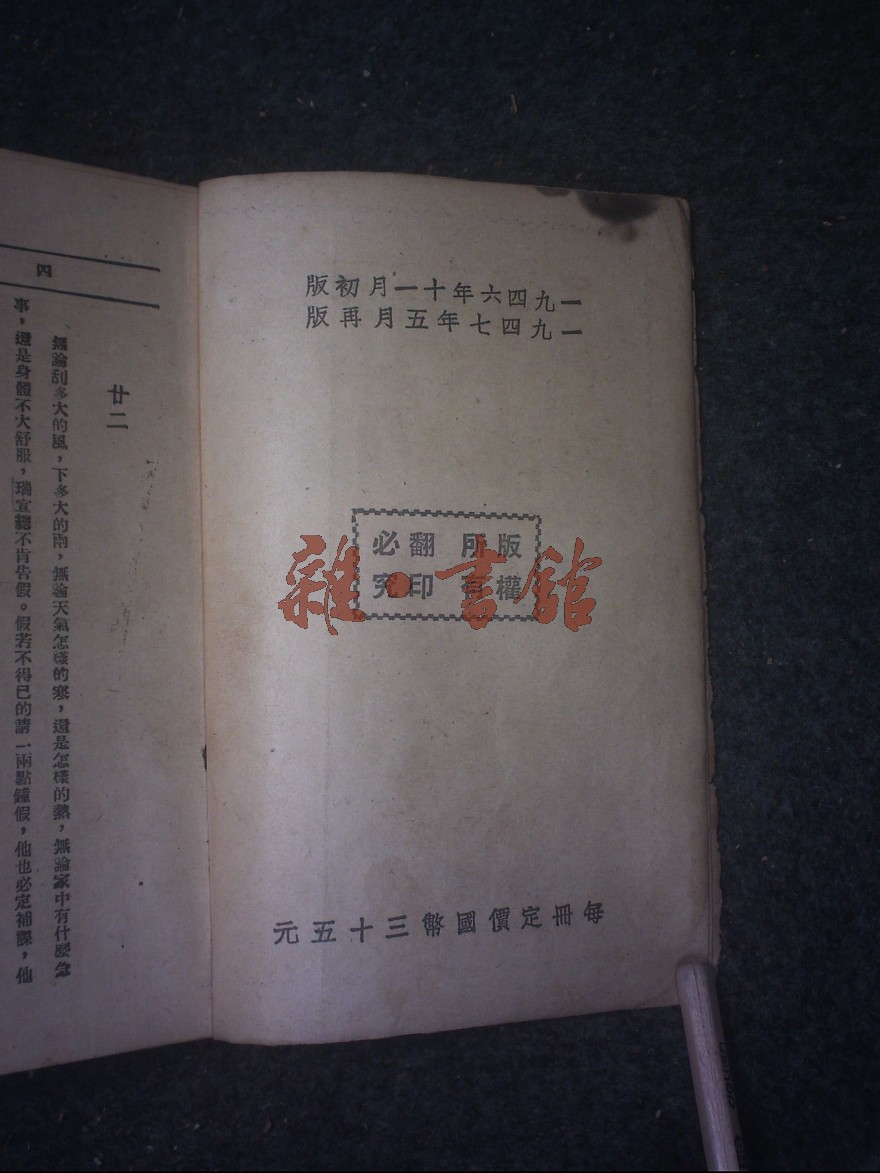 一九四六年十一月初版
一九四七年五月再版
版權所有
翻印必究
雜·書館
每冊定價國幣三十五元
四
廿二
無論刮多大的風，下多大的雨，無論天氣怎樣的寒，還是怎樣的熱，無論家中有什麼急
事，還是身體不大舒服，瑞宣總不肯告假。假若不得已的請一兩點鐘假，他也必定補課，他